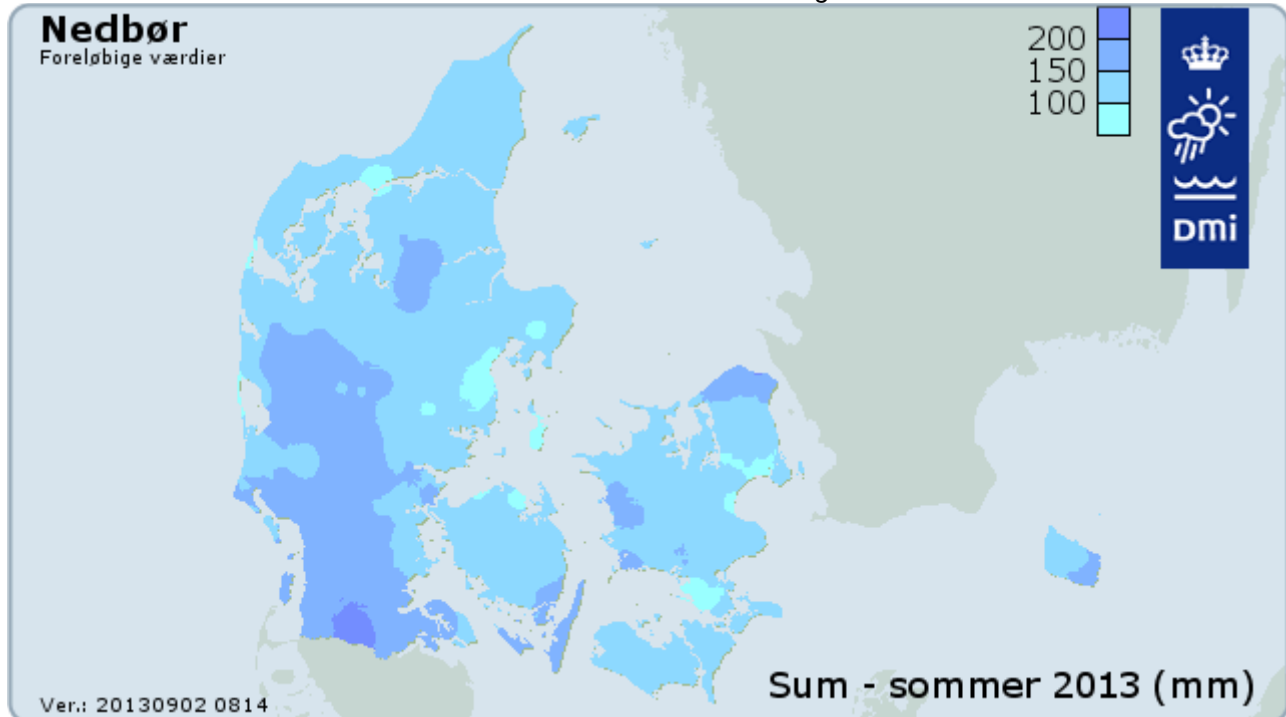 Nedbør
Foreløbige værdier
200
150
100
DMI
Sum - sommer 2013 (mm)
Ver.: 20130902 0814